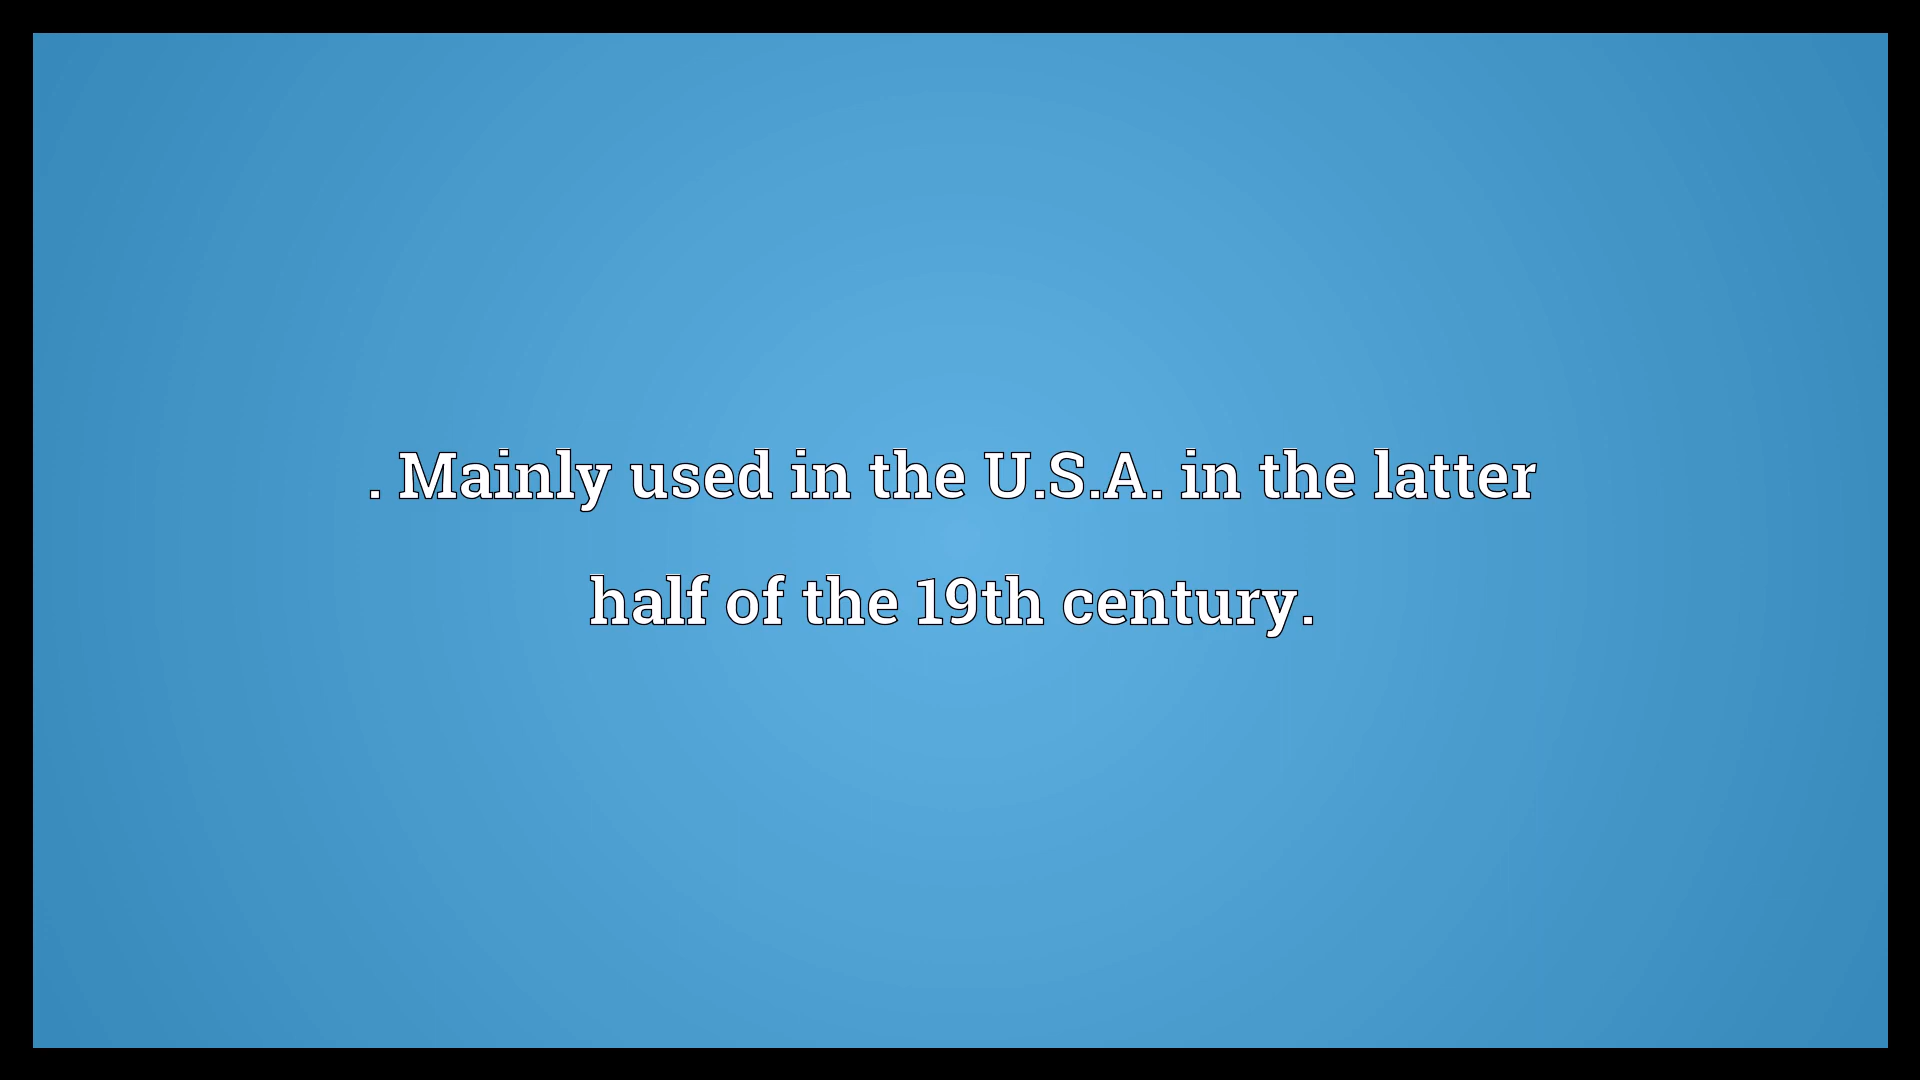 . Mainly used in the U.S.A. in the latter
half of the 19th century.